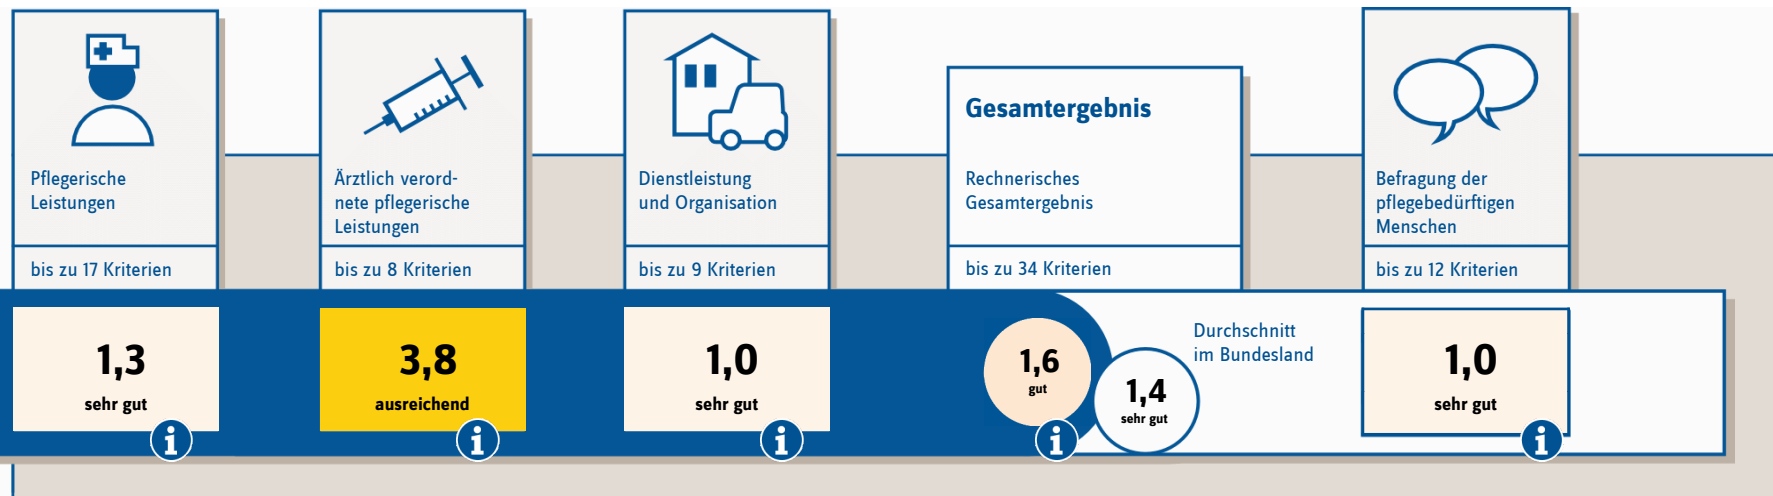 Pflegerische
Leistungen
bis zu 17 Kriterien
1,3
sehr gut
i
Ärztlich verord-
nete pflegerische
Leistungen
bis zu 8 Kriterien
3,8
ausreichend
i
Dienstleistung
und Organisation
bis zu 9 Kriterien
1,0
sehr gut
i
Gesamtergebnis
Rechnerisches
Gesamtergebnis
bis zu 34 Kriterien
1,6
gut
i
Durchschnitt
im Bundesland
1,4
sehr gut
Befragung der
pflegebedürftigen
Menschen
bis zu 12 Kriterien
1,0
sehr gut
i